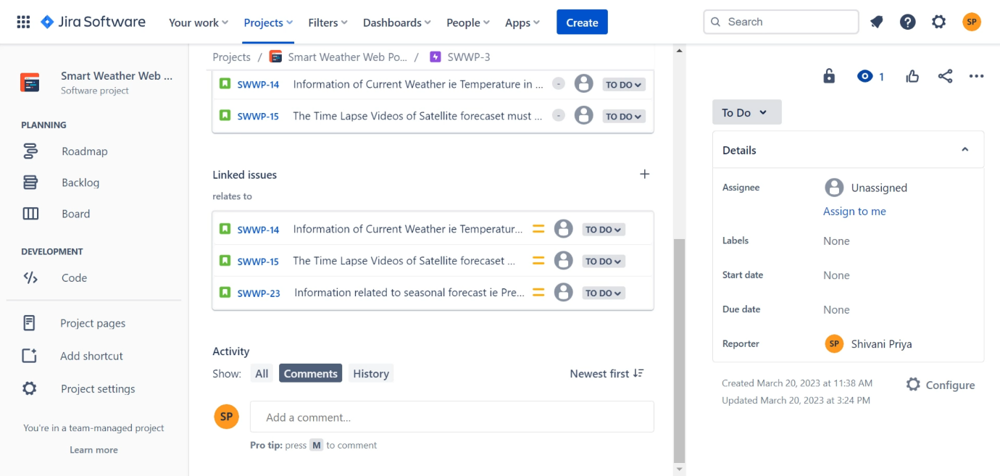 Jira Software
Your work
Projects
Filters
Dashboards
People
Apps
Create
Search
SP
Smart Weather Web ...
Software project
PLANNING
Roadmap
Backlog
Board
DEVELOPMENT
Code
Project pages
Add shortcut
Project settings
You're in a team-managed project
Learn more
Projects / Smart Weather Web Po... / SWWP-3
SWWP-14 Information of Current Weather ie Temperature in ... - TO DO
SWWP-15 The Time Lapse Videos of Satellite forecaset must ... - TO DO
Linked issues
relates to
SWWP-14 Information of Current Weather ie Temperatur... TO DO
SWWP-15 The Time Lapse Videos of Satellite forecaset ... TO DO
SWWP-23 Information related to seasonal forecast ie Pre... TO DO
Activity
Show: All Comments History Newest first
SP Add a comment...
Pro tip: press M to comment
1
To Do
Details
Assignee Unassigned
Assign to me
Labels None
Start date None
Due date None
Reporter SP Shivani Priya
Created March 20, 2023 at 11:38 AM
Updated March 20, 2023 at 3:24 PM
Configure